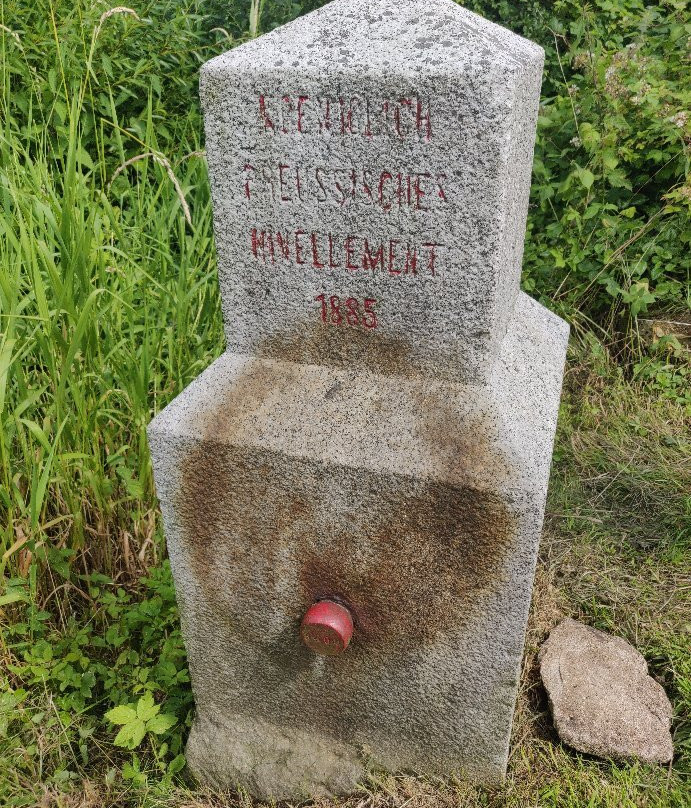 KOENIGLICH
PREUSSISCHES
NIVELLEMENT
1885